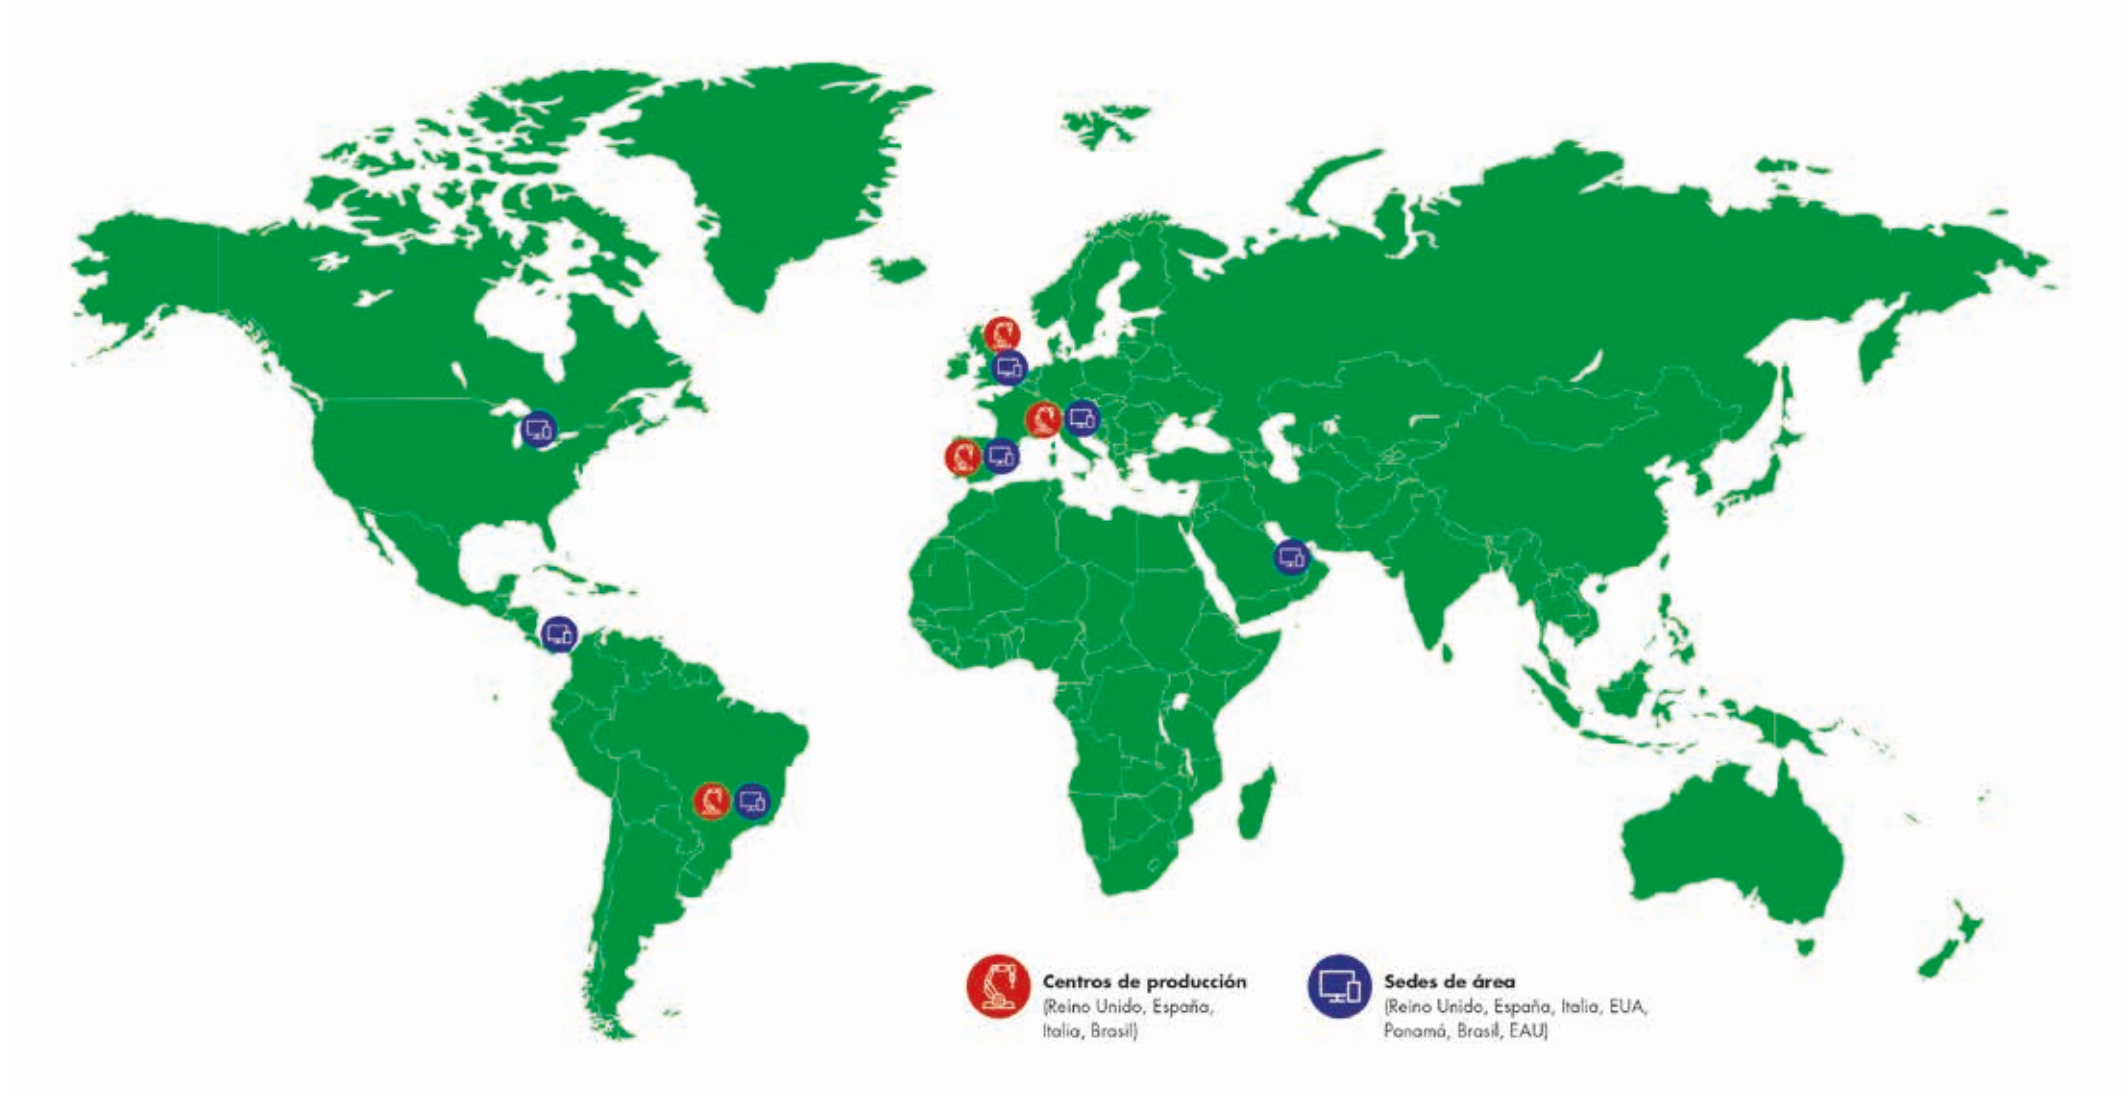 Centros de producción
(Reino Unido, España,
Italia, Brasil)
Sedes de área
(Reino Unido, España, Italia, EUA,
Panamá, Brasil, EAU)